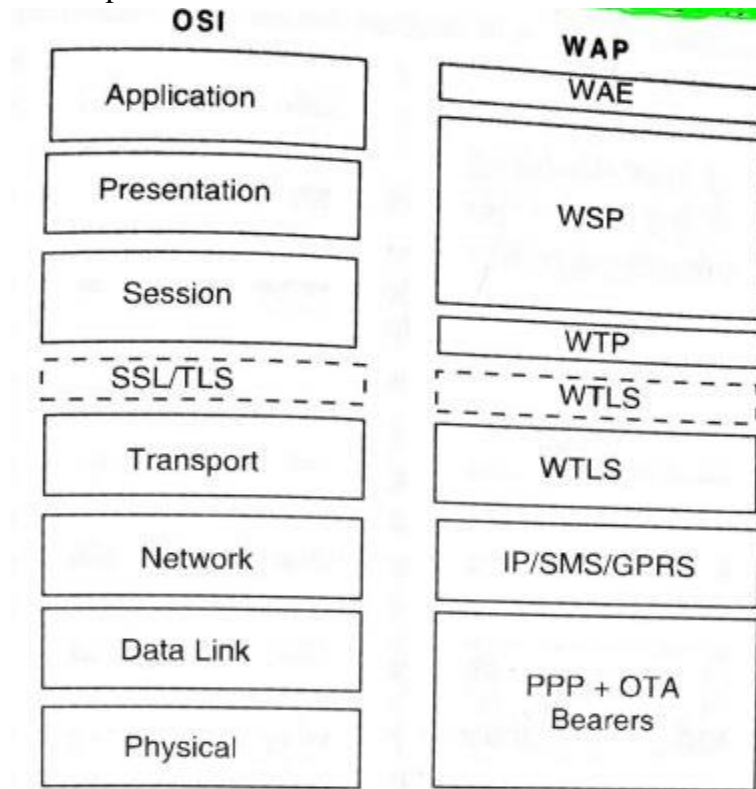 OSI
Application
Presentation
Session
SSL/TLS
Transport
Network
Data Link
Physical
WAP
WAE
WSP
WTP
WTLS
WTLS
IP/SMS/GPRS
PPP + OTA
Bearers